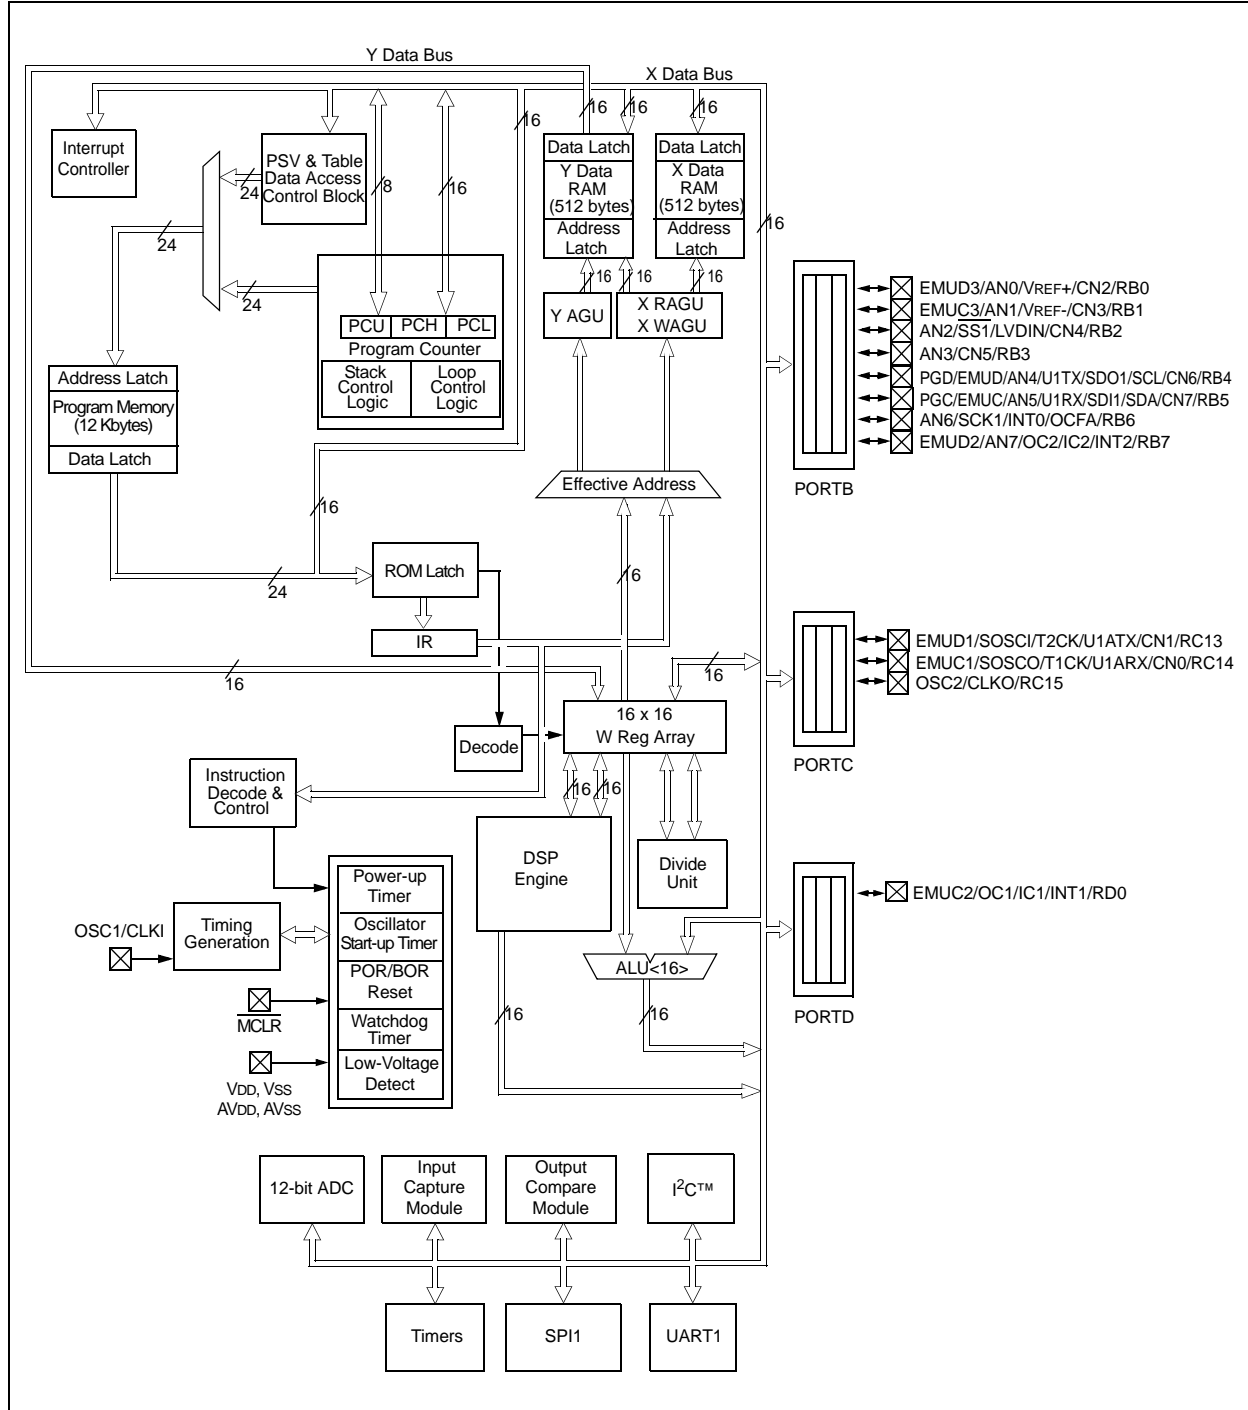 Y Data Bus
X Data Bus
16
16
16
16
Interrupt
Controller
PSV & Table
Data Access
Control Block
24
8
16
24
24
Data Latch
Y Data
RAM
(512 bytes)
Address
Latch
Data Latch
X Data
RAM
(512 bytes)
Address
Latch
16
16
16
16
Y AGU
X RAGU
X WAGU
PCU PCH PCL
Program Counter
Stack
Control
Logic
Loop
Control
Logic
Address Latch
Program Memory
(12 Kbytes)
Data Latch
16
24
Effective Address
ROM Latch
16
IR
16
16
16 x 16
W Reg Array
Decode
Instruction
Decode &
Control
16
16
DSP
Engine
Divide
Unit
Power-up
Timer
Oscillator
Start-up Timer
POR/BOR
Reset
Watchdog
Timer
Low-Voltage
Detect
OSC1/CLKI
Timing
Generation
MCLR
VDD, VSS
AVDD, AVSS
ALU<16>
16
16
EMUD3/AN0/VREF+/CN2/RB0
EMUC3/AN1/VREF-/CN3/RB1
AN2/SS1/LVDIN/CN4/RB2
AN3/CN5/RB3
PGD/EMUD/AN4/U1TX/SDO1/SCL/CN6/RB4
PGC/EMUC/AN5/U1RX/SDI1/SDA/CN7/RB5
AN6/SCK1/INT0/OCFA/RB6
EMUD2/AN7/OC2/IC2/INT2/RB7
PORTB
EMUD1/SOSCI/T2CK/U1ATX/CN1/RC13
EMUC1/SOSCO/T1CK/U1ARX/CN0/RC14
OSC2/CLKO/RC15
PORTC
EMUC2/OC1/IC1/INT1/RD0
PORTD
12-bit ADC
Input
Capture
Module
Output
Compare
Module
I²C™
Timers
SPI1
UART1